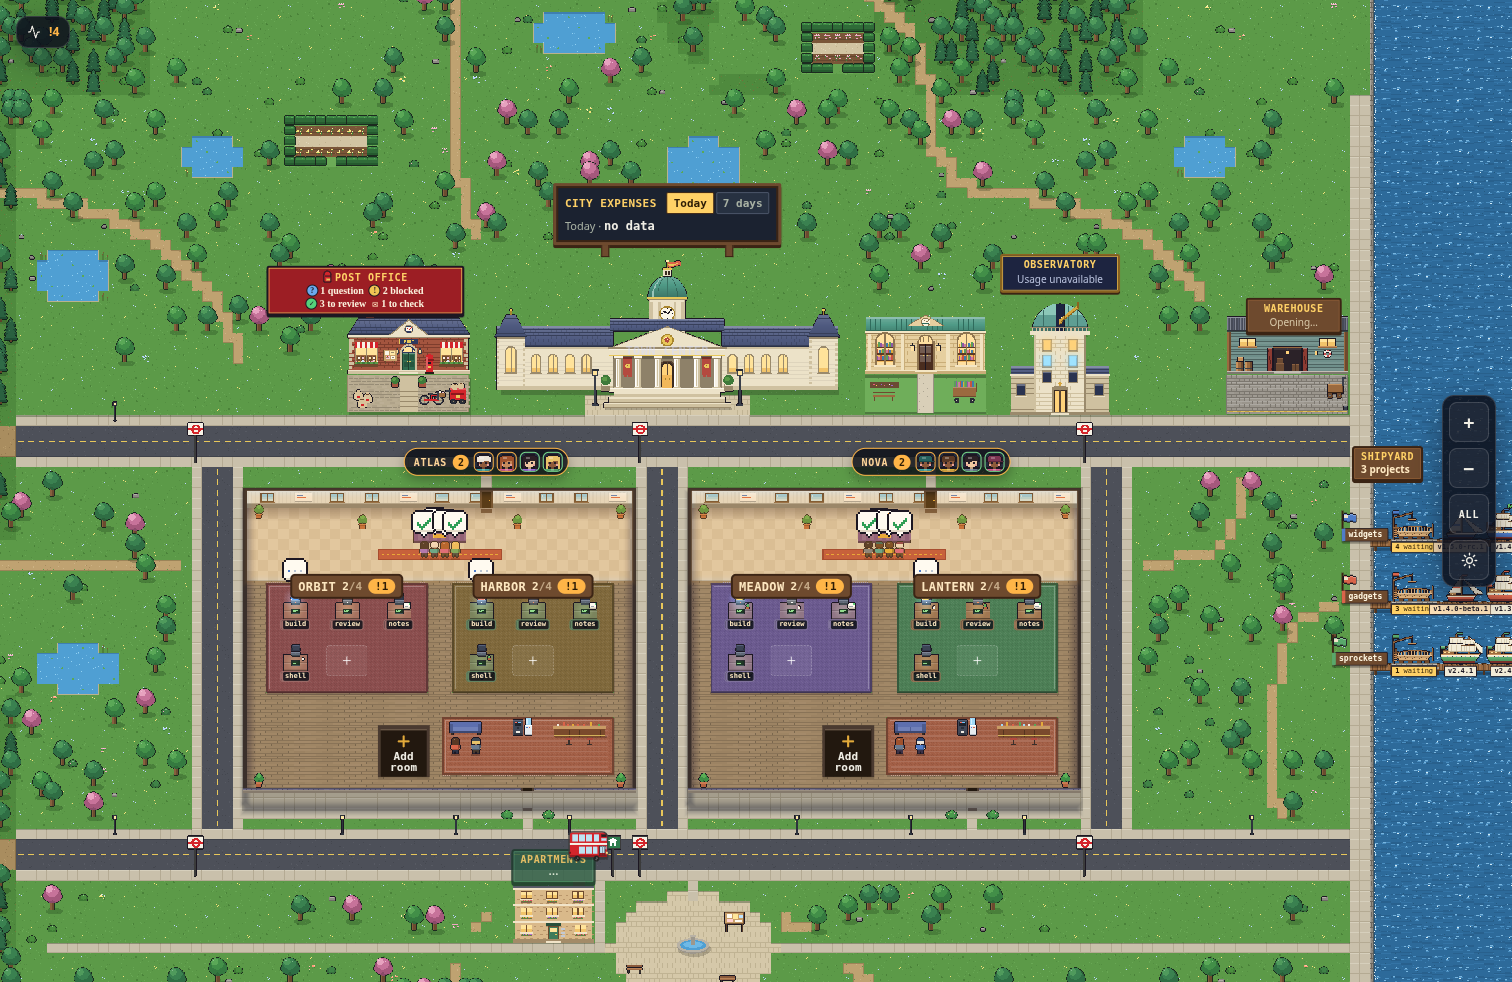 !4
CITY EXPENSES Today 7 days
Today · no data
POST OFFICE
? 1 question ! 2 blocked
✓ 3 to review ✉ 1 to check
OBSERVATORY
Usage unavailable
WAREHOUSE
Opening...
ATLAS 2
NOVA 2
SHIPYARD
3 projects
+
−
ALL
widgets
4 waiting
gadgets
v1.4.0-beta.1 v1.3
sprockets
1 waiting v2.4.1 v2.4
ORBIT 2/4 !1
HARBOR 2/4 !1
MEADOW 2/4 !1
LANTERN 2/4 !1
build review notes
build review notes
build review notes
build review notes
shell +
shell +
shell +
shell +
+
Add
room
+
Add
room
APARTMENTS
...